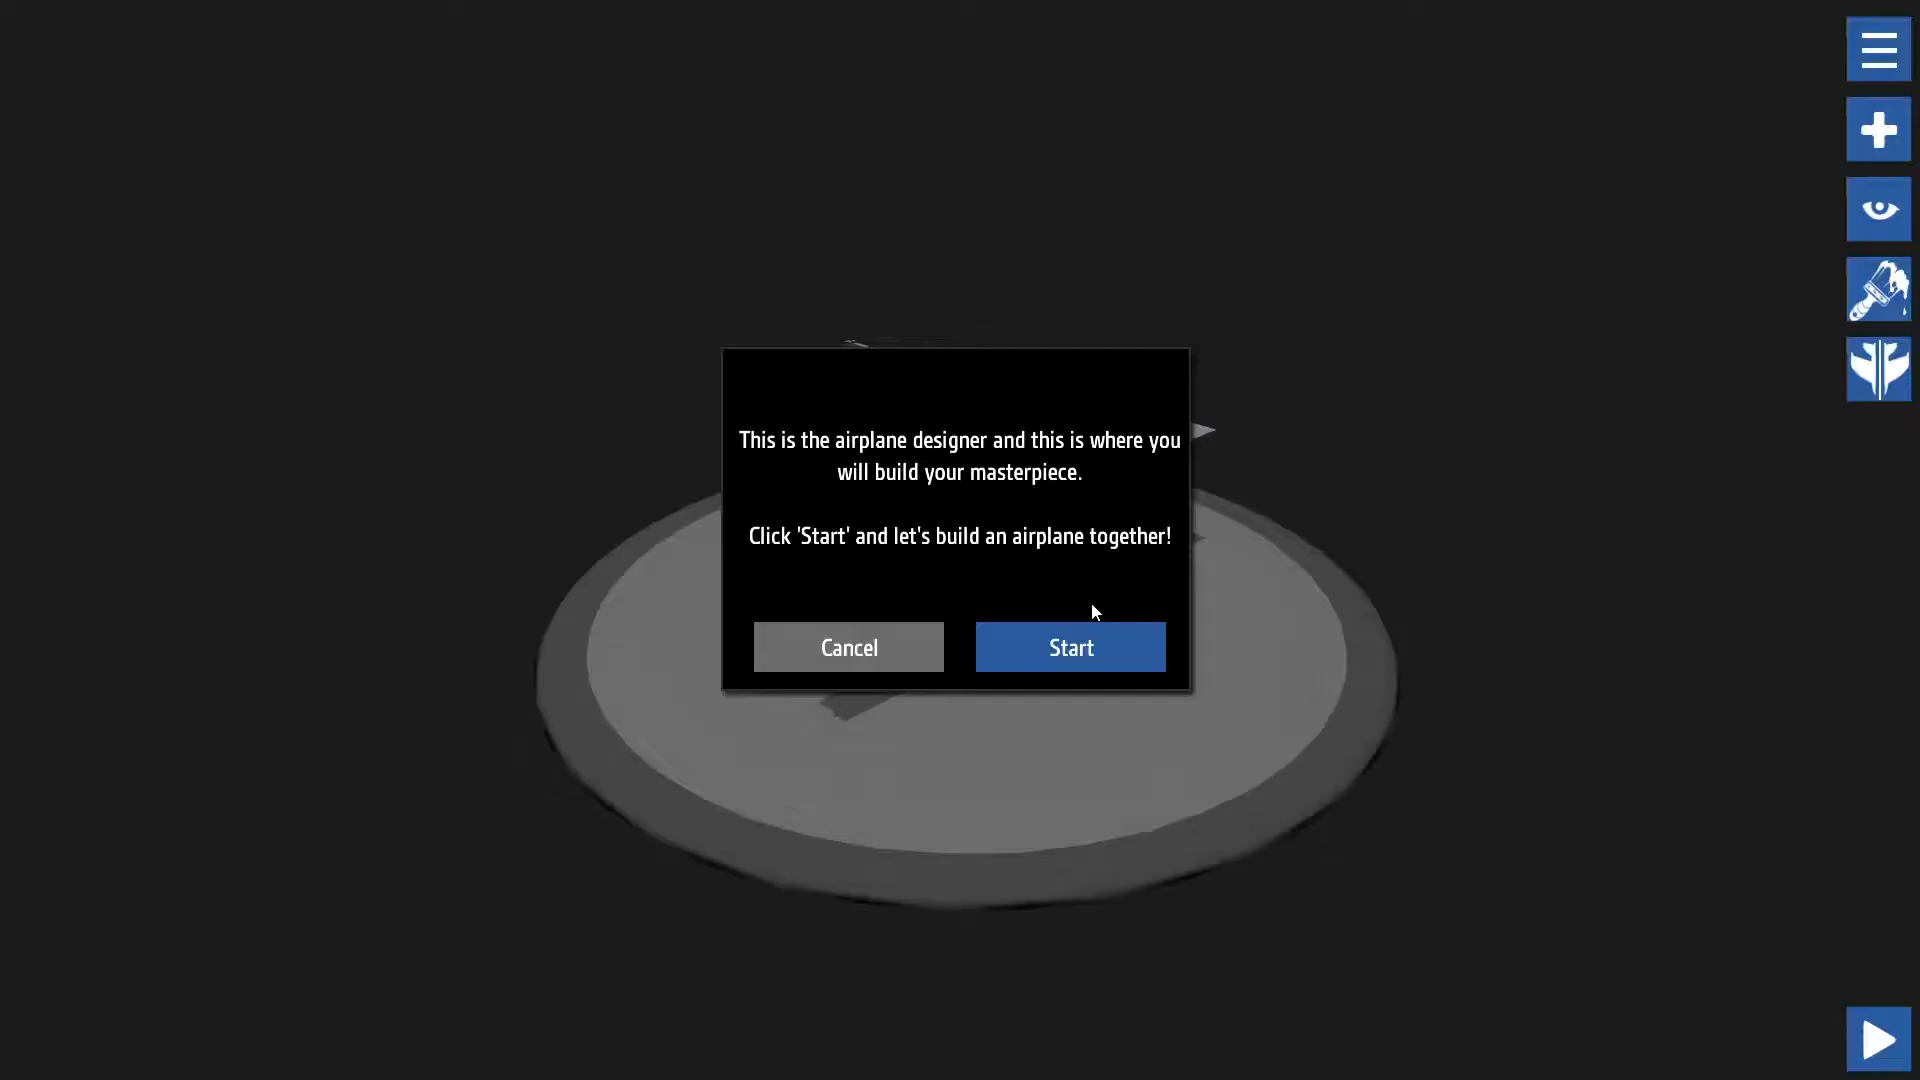 This is the airplane designer and this is where you
will build your masterpiece.
Click 'Start' and let's build an airplane together!
Cancel
Start